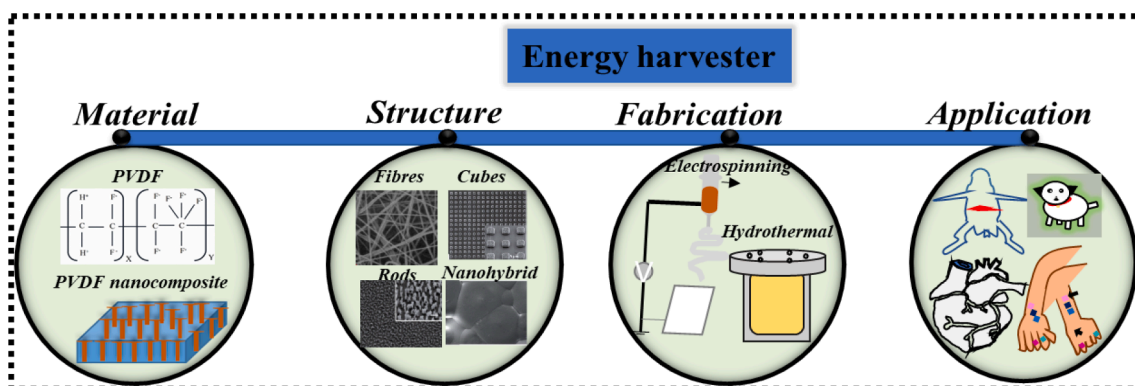 Energy harvester
Material
Structure
Fabrication
Application
PVDF
H⁺ F⁻ F⁻ F⁻ F⁻ F⁻
C C C C
H⁺ F⁻ F⁻ F⁻
X Y
PVDF nanocomposite
Fibres
Cubes
Rods
Nanohybrid
Electrospinning
V
Hydrothermal